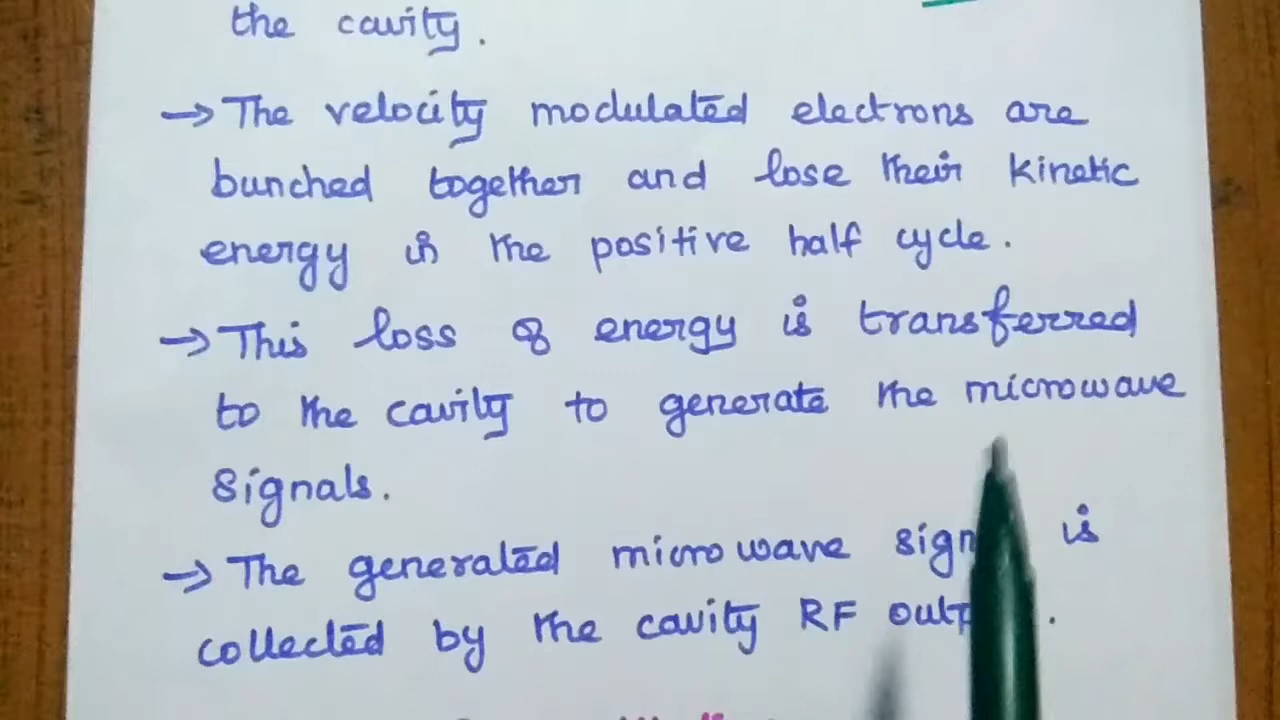 the cavity.
→ The velocity modulated electrons are
bunched together and lose their kinetic
energy in the positive half cycle.
→ This loss of energy is transferred
to the cavity to generate the microwave
signals.
→ The generated microwave sign is
collected by the cavity RF outp .